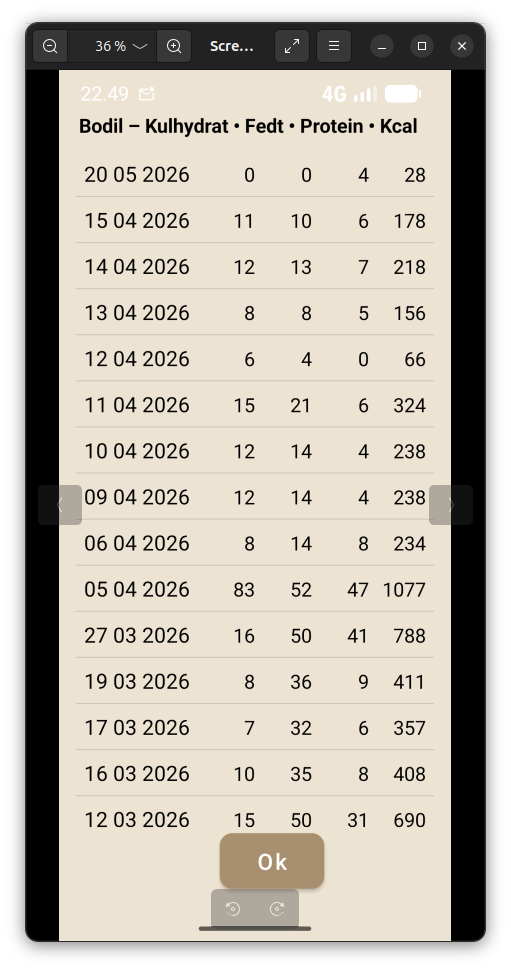 36 %
Scre...
22.49 4G
Bodil – Kulhydrat • Fedt • Protein • Kcal
20 05 2026 0 0 4 28
15 04 2026 11 10 6 178
14 04 2026 12 13 7 218
13 04 2026 8 8 5 156
12 04 2026 6 4 0 66
11 04 2026 15 21 6 324
10 04 2026 12 14 4 238
09 04 2026 12 14 4 238
06 04 2026 8 14 8 234
05 04 2026 83 52 47 1077
27 03 2026 16 50 41 788
19 03 2026 8 36 9 411
17 03 2026 7 32 6 357
16 03 2026 10 35 8 408
12 03 2026 15 50 31 690
Ok